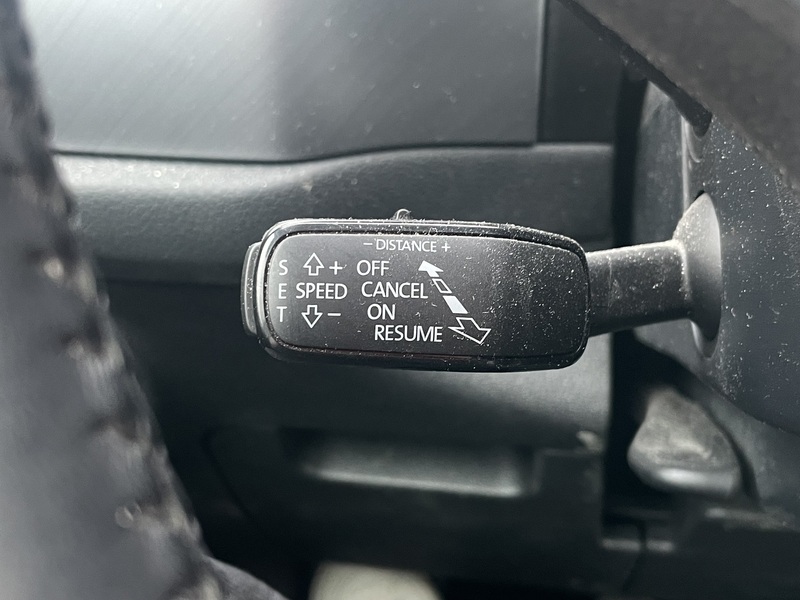 - DISTANCE +
S + OFF
E SPEED CANCEL
T - ON
RESUME